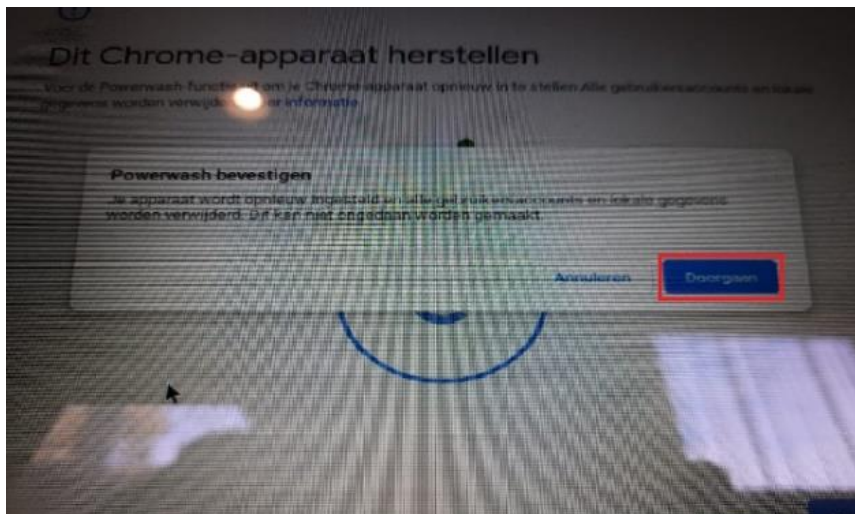 Dit Chrome-apparaat herstellen
Voer de Powerwash-functie uit om je Chrome-apparaat opnieuw in te stellen Alle gebruikersaccounts en lokale
gegevens worden informatie
Powerwash bevestigen
Je apparaat wordt opnieuw ingesteld en alle gebruikersaccounts en lokale gegevens
worden verwijderd. Dit kan niet ongedaan worden gemaakt
Annuleren
Doorgaan